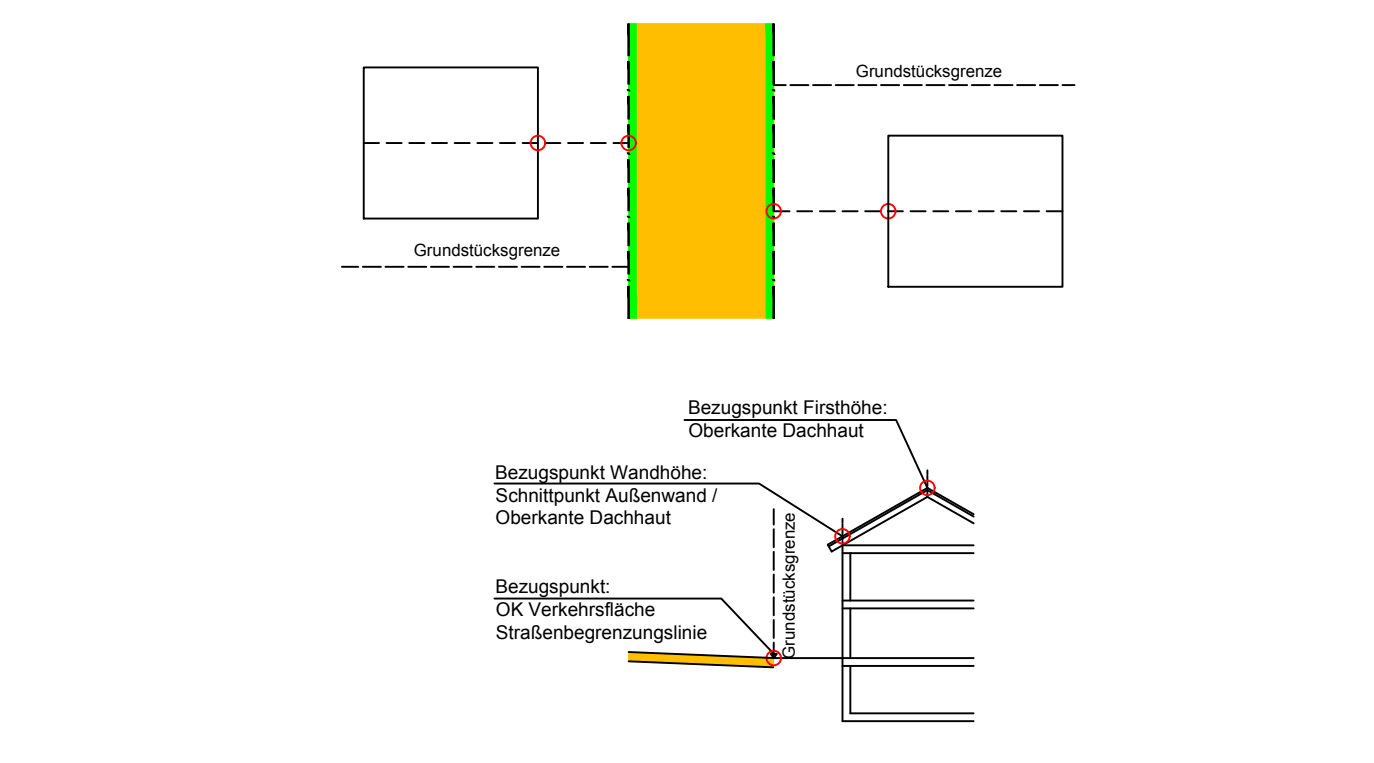 Grundstücksgrenze
Grundstücksgrenze
Bezugspunkt Firsthöhe:
Oberkante Dachhaut
Bezugspunkt Wandhöhe:
Schnittpunkt Außenwand /
Oberkante Dachhaut
Grundstücksgrenze
Bezugspunkt:
OK Verkehrsfläche
Straßenbegrenzungslinie